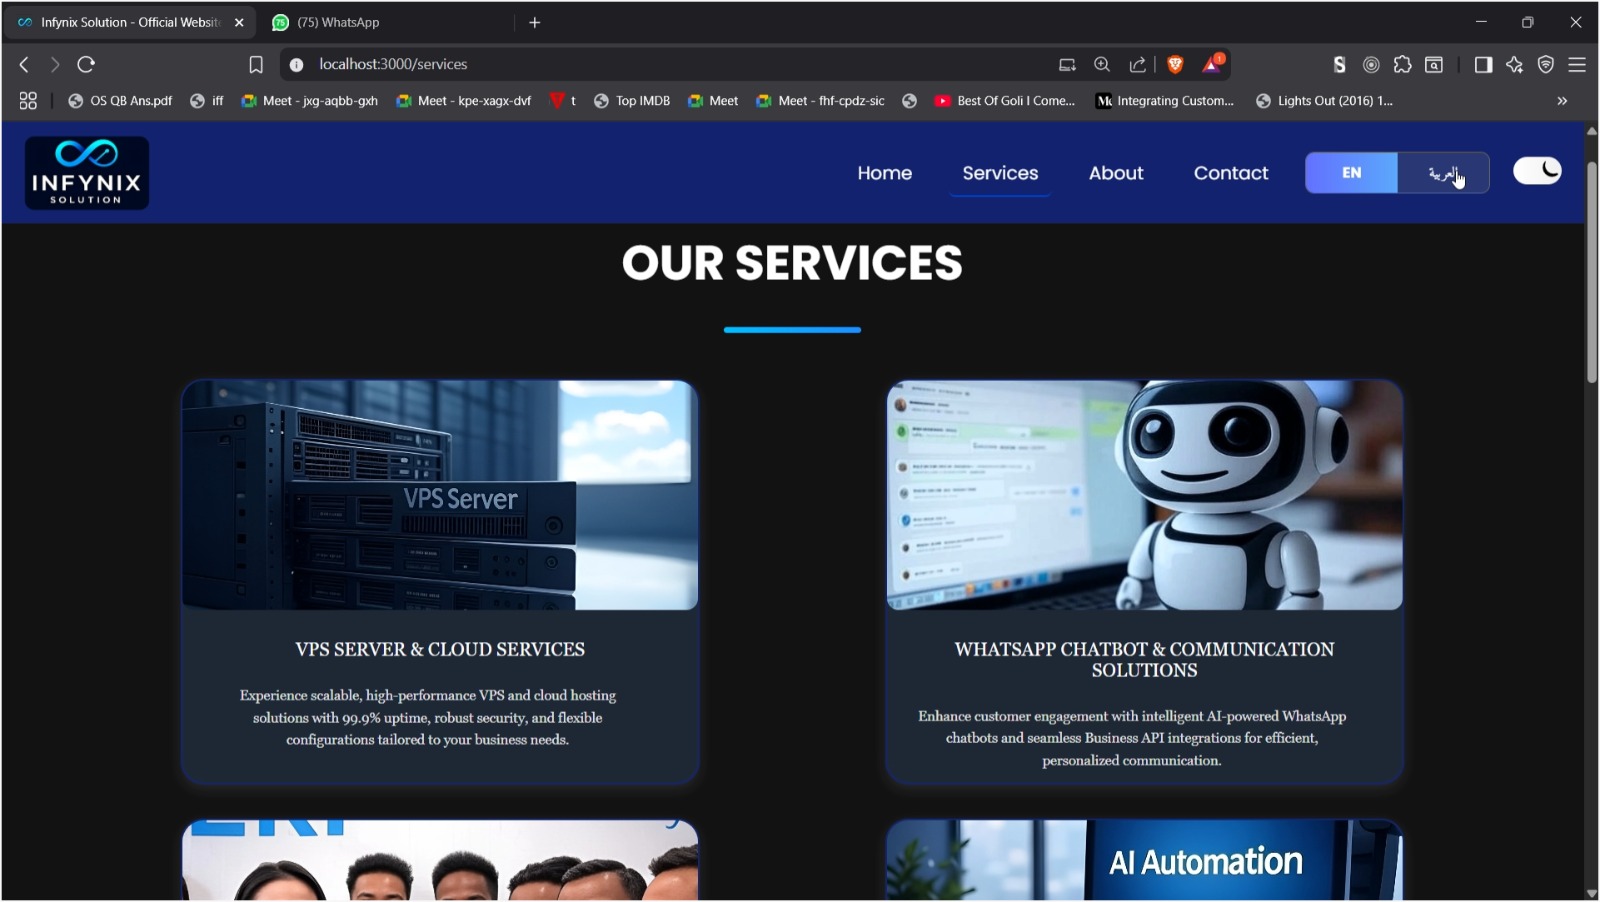 Infynix Solution - Official Website
(75) WhatsApp
localhost:3000/services
OS QB Ans.pdf
iff
Meet - jxg-aqbb-gxh
Meet - kpe-xagx-dvf
t
Top IMDB
Meet
Meet - fhf-cpdz-sic
Best Of Goli I Come...
Integrating Custom...
Lights Out (2016) 1...
INFYNIX
SOLUTION
Home
Services
About
Contact
EN
العربية
OUR SERVICES
VPS Server
VPS SERVER & CLOUD SERVICES
Experience scalable, high-performance VPS and cloud hosting
solutions with 99.9% uptime, robust security, and flexible
configurations tailored to your business needs.
WHATSAPP CHATBOT & COMMUNICATION
SOLUTIONS
Enhance customer engagement with intelligent AI-powered WhatsApp
chatbots and seamless Business API integrations for efficient,
personalized communication.
AI Automation